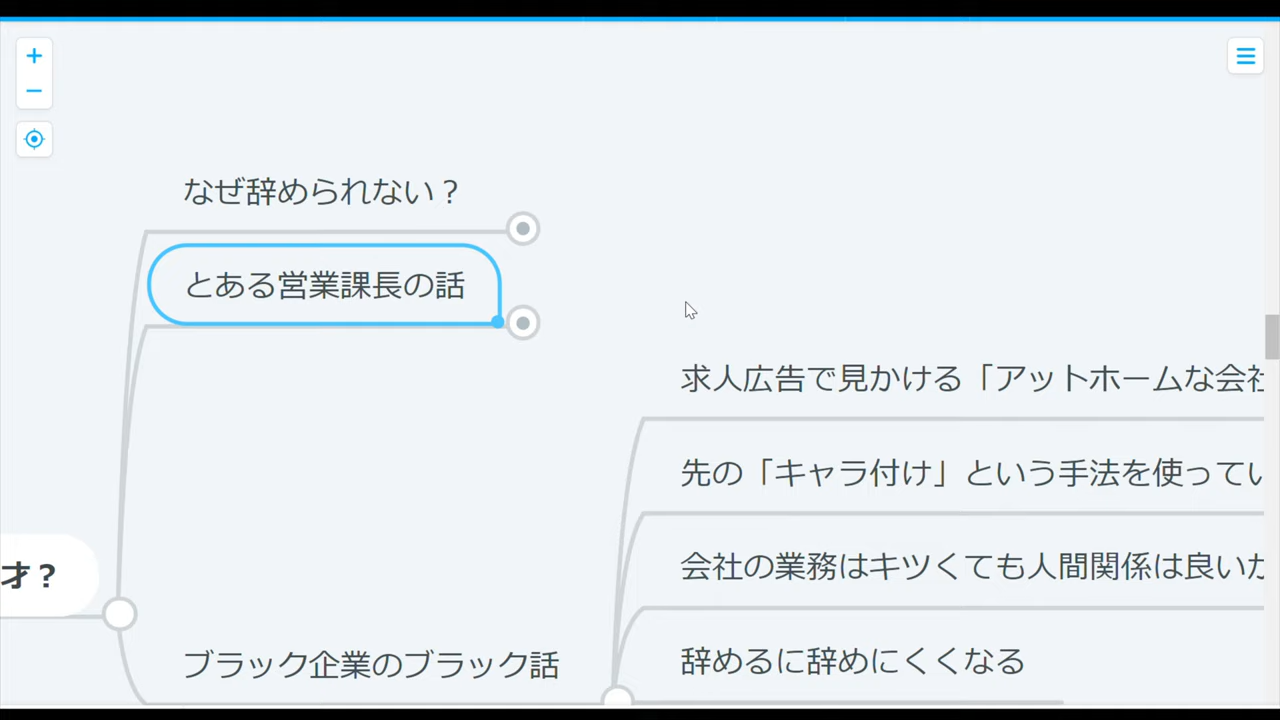 なぜ辞められない？
とある営業課長の話
求人広告で見かける「アットホームな会社
先の「キャラ付け」という手法を使ってい
会社の業務はキツくても人間関係は良いか
才？
辞めるに辞めにくくなる
ブラック企業のブラック話